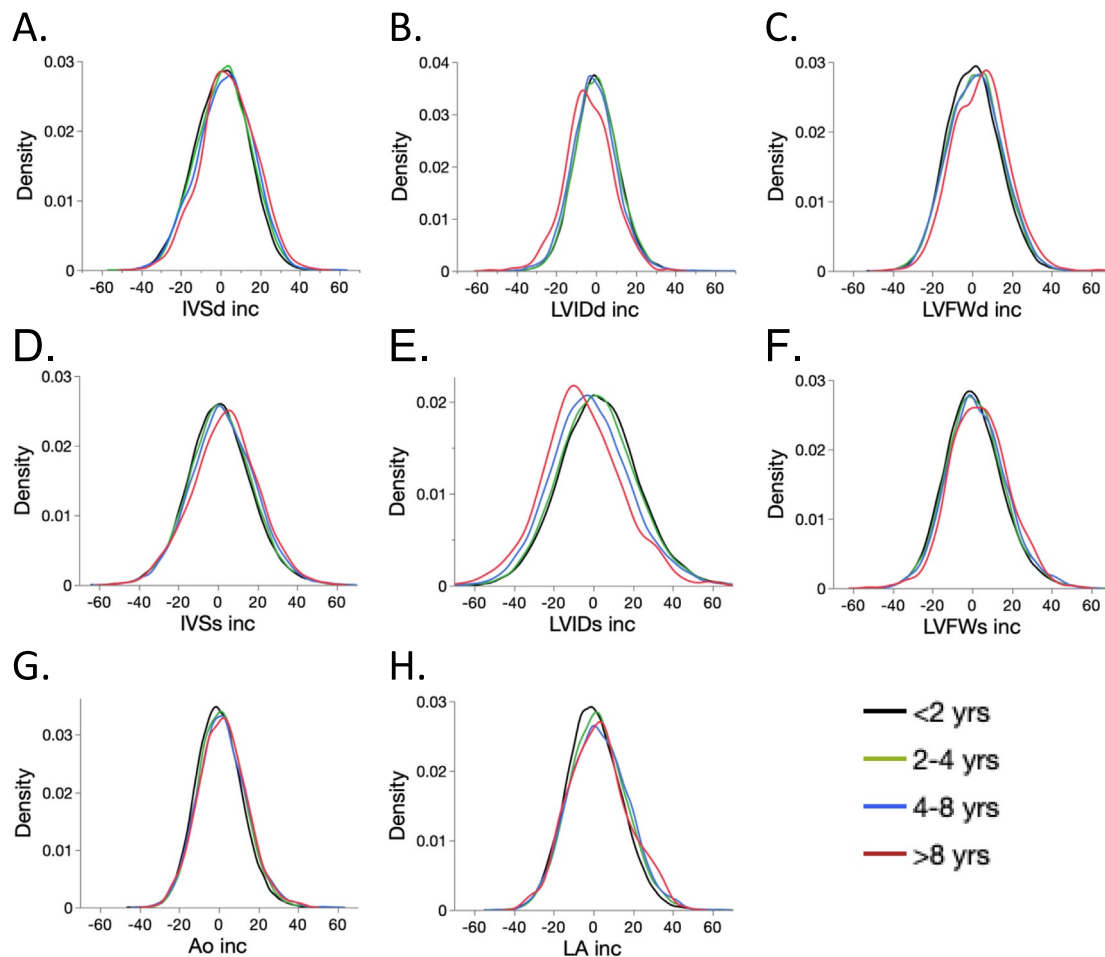 A.
0.03
0.02
0.01
0
Density
-60 -40 -20 0 20 40 60
IVSd inc
B.
0.04
0.03
0.02
0.01
0
Density
-60 -40 -20 0 20 40 60
LVIDd inc
C.
0.03
0.02
0.01
0
Density
-60 -40 -20 0 20 40 60
LVFWd inc
D.
0.03
0.02
0.01
0
Density
-60 -40 -20 0 20 40 60
IVSs inc
E.
0.02
0.01
0
Density
-60 -40 -20 0 20 40 60
LVIDs inc
F.
0.03
0.02
0.01
0
Density
-60 -40 -20 0 20 40 60
LVFWs inc
G.
0.03
0.02
0.01
0
Density
-60 -40 -20 0 20 40 60
Ao inc
H.
0.03
0.02
0.01
0
Density
-60 -40 -20 0 20 40 60
LA inc
<2 yrs
2-4 yrs
4-8 yrs
>8 yrs